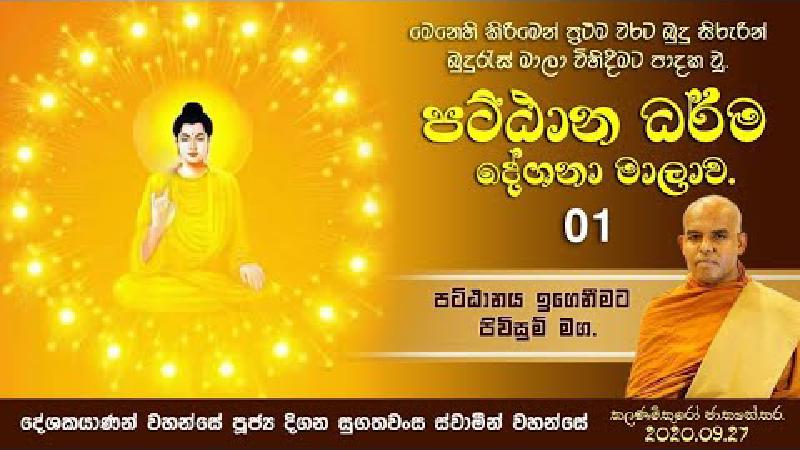 මෙනෙහි කිරීමෙන් ප්‍රථම වරට බුදු සිරුරින්
බුදුරැස් මාලා විහිදීමට පාදක වූ.
පට්ඨාන ධර්ම
දේශනා මාලාව.
01
පට්ඨානය ඉගෙනීමට
පිවිසුම් මග.
දේශකයාණන් වහන්සේ පූජ්‍ය දිගන සුගතවංස ස්වාමීන් වහන්සේ
2020.09.27